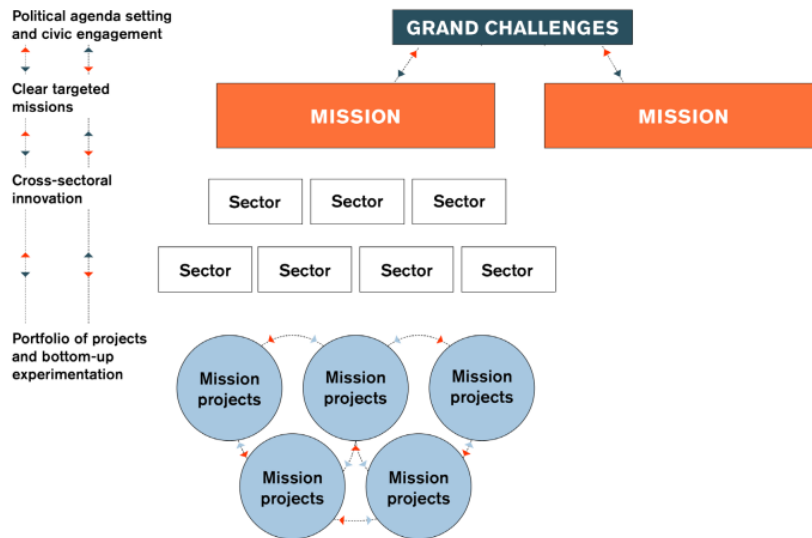 Political agenda setting
and civic engagement
GRAND CHALLENGES
Clear targeted
missions
MISSION
MISSION
Cross-sectoral
innovation
Sector
Sector
Sector
Sector
Sector
Sector
Sector
Portfolio of projects
and bottom-up
experimentation
Mission
projects
Mission
projects
Mission
projects
Mission
projects
Mission
projects